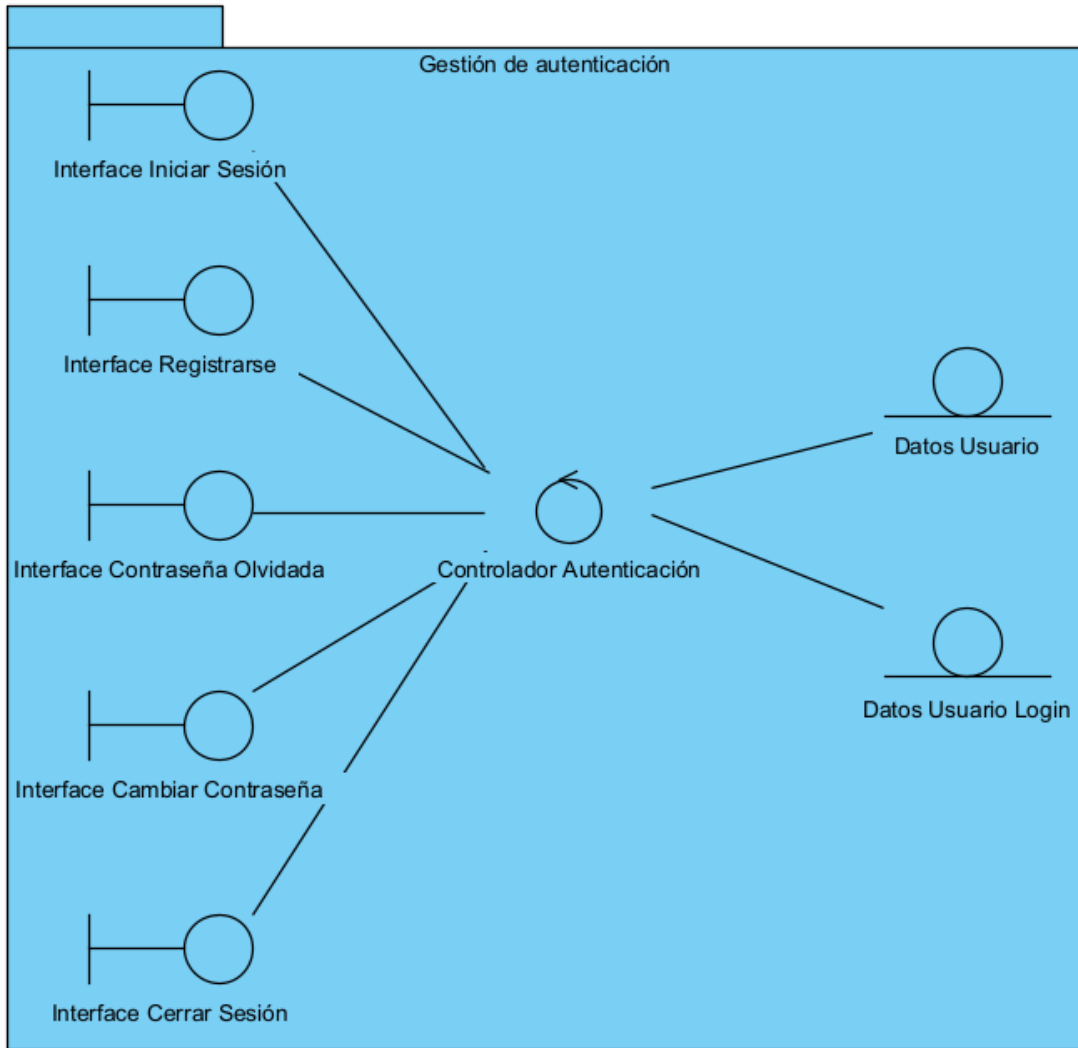 Gestión de autenticación
Interface Iniciar Sesión
Interface Registrarse
Datos Usuario
Interface Contraseña Olvidada
Controlador Autenticación
Datos Usuario Login
Interface Cambiar Contraseña
Interface Cerrar Sesión